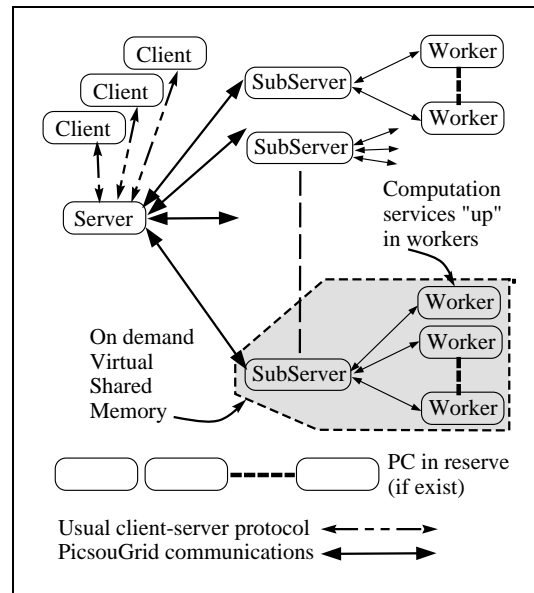 Client
Client
Client
Server
SubServer
SubServer
SubServer
Worker
Worker
Computation
services "up"
in workers
Worker
Worker
Worker
On demand
Virtual
Shared
Memory
PC in reserve
(if exist)
Usual client-server protocol
PicsouGrid communications